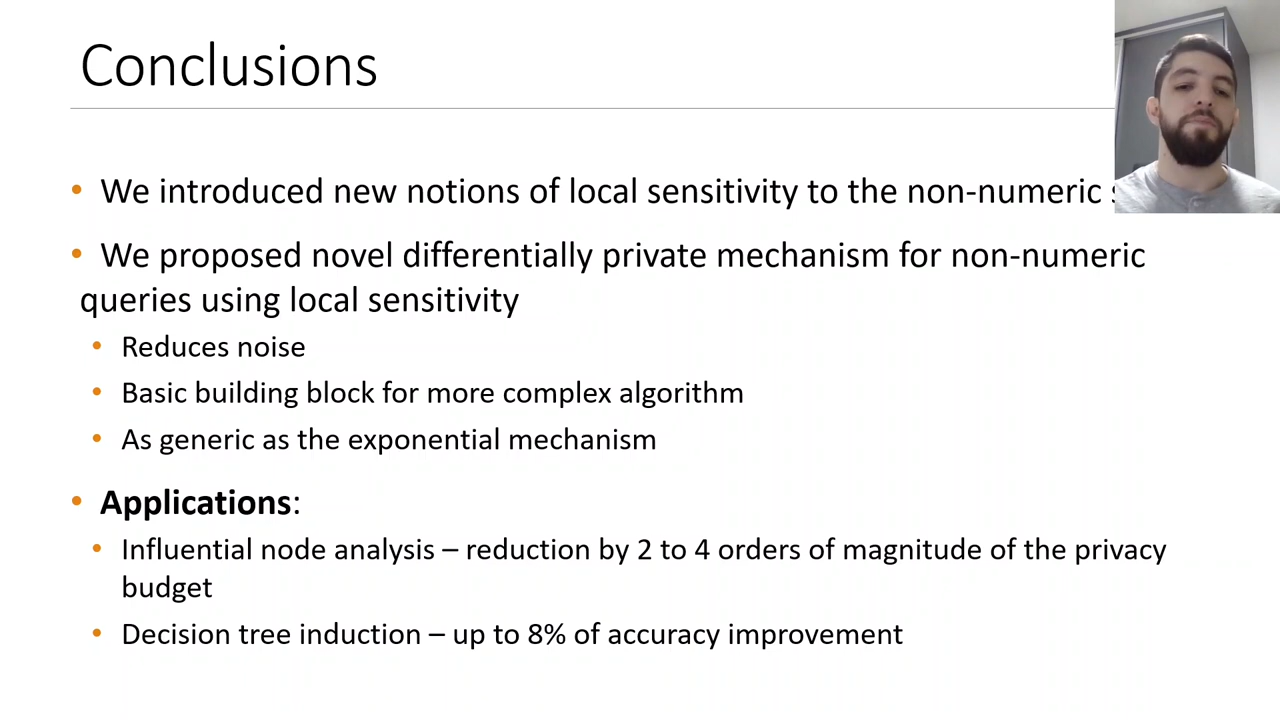 Conclusions
• We introduced new notions of local sensitivity to the non-numeric
• We proposed novel differentially private mechanism for non-numeric
queries using local sensitivity
• Reduces noise
• Basic building block for more complex algorithm
• As generic as the exponential mechanism
• Applications:
• Influential node analysis – reduction by 2 to 4 orders of magnitude of the privacy
budget
• Decision tree induction – up to 8% of accuracy improvement